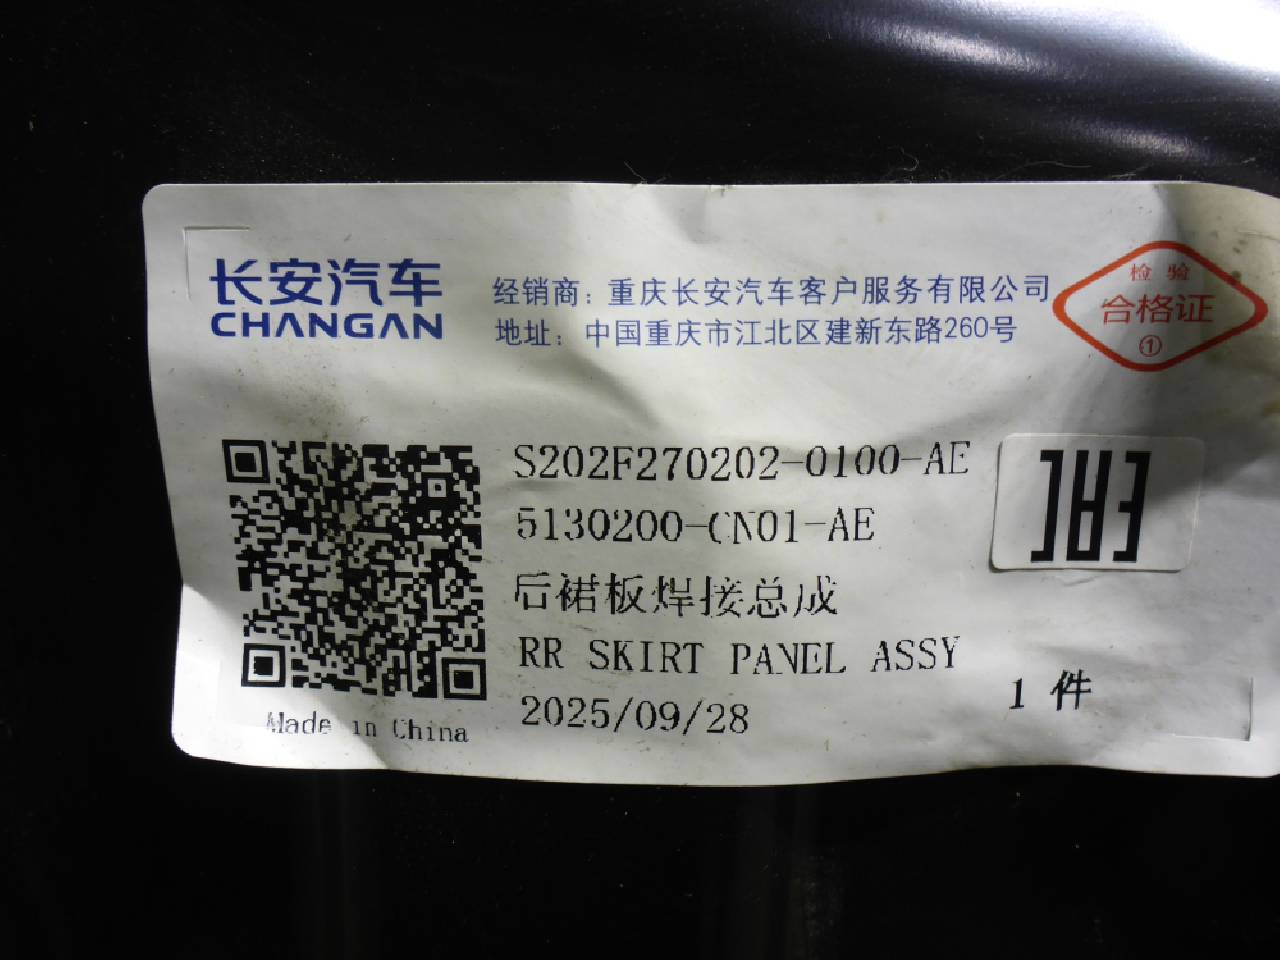 长安汽车
CHANGAN
经销商：重庆长安汽车客户服务有限公司
地址：中国重庆市江北区建新东路260号
检验
合格证
①
S202F270202-0100-AE
5130200-CN01-AE
后裙板焊接总成
RR SKIRT PANEL ASSY
2025/09/28
1 件
Made in China